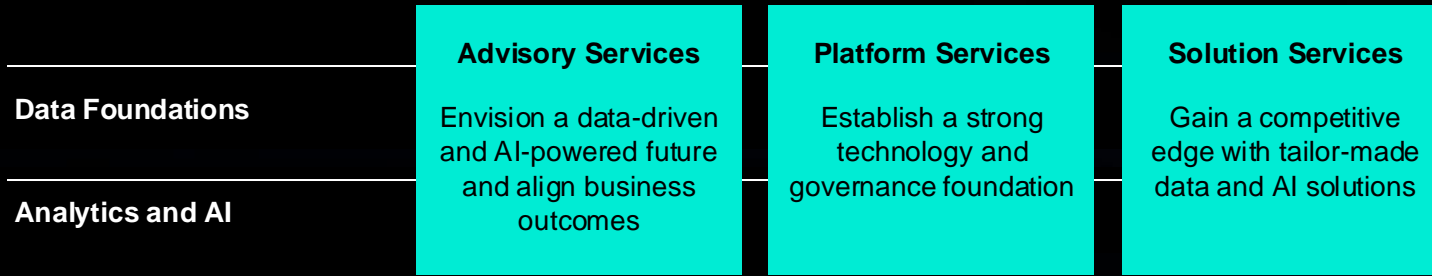 Advisory Services
Platform Services
Solution Services
Data Foundations
Envision a data-driven
and AI-powered future
and align business
outcomes
Establish a strong
technology and
governance foundation
Gain a competitive
edge with tailor-made
data and AI solutions
Analytics and AI